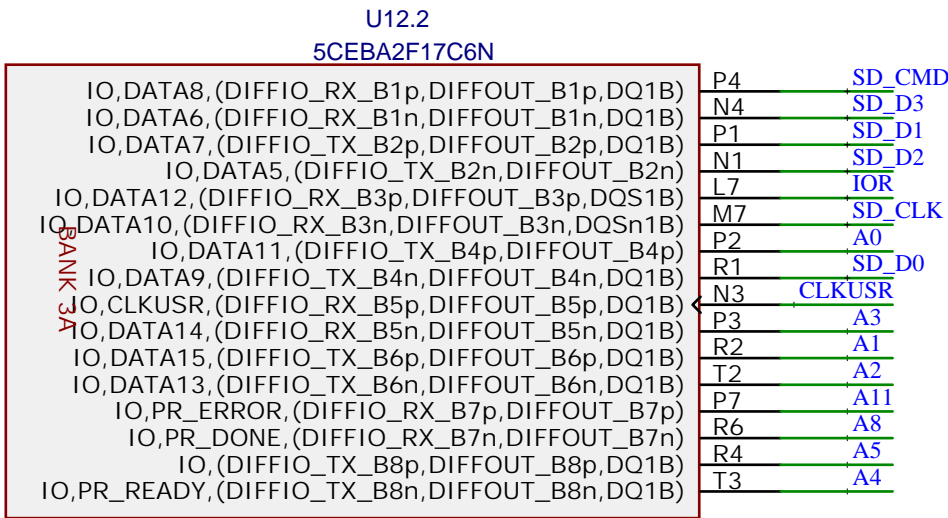 U12.2
5CEBA2F17C6N
IO,DATA8,(DIFFIO_RX_B1p,DIFFOUT_B1p,DQ1B) P4 SD_CMD
IO,DATA6,(DIFFIO_RX_B1n,DIFFOUT_B1n,DQ1B) N4 SD_D3
IO,DATA7,(DIFFIO_TX_B2p,DIFFOUT_B2p,DQ1B) P1 SD_D1
IO,DATA5,(DIFFIO_TX_B2n,DIFFOUT_B2n) N1 SD_D2
IO,DATA12,(DIFFIO_RX_B3p,DIFFOUT_B3p,DQS1B) L7 IOR
IO,DATA10,(DIFFIO_RX_B3n,DIFFOUT_B3n,DQSn1B) M7 SD_CLK
IO,DATA11,(DIFFIO_TX_B4p,DIFFOUT_B4p) P2 A0
IO,DATA9,(DIFFIO_TX_B4n,DIFFOUT_B4n,DQ1B) R1 SD_D0
IO,CLKUSR,(DIFFIO_RX_B5p,DIFFOUT_B5p,DQ1B) N3 CLKUSR
IO,DATA14,(DIFFIO_RX_B5n,DIFFOUT_B5n,DQ1B) P3 A3
IO,DATA15,(DIFFIO_TX_B6p,DIFFOUT_B6p,DQ1B) R2 A1
IO,DATA13,(DIFFIO_TX_B6n,DIFFOUT_B6n,DQ1B) T2 A2
IO,PR_ERROR,(DIFFIO_RX_B7p,DIFFOUT_B7p) P7 A11
IO,PR_DONE,(DIFFIO_RX_B7n,DIFFOUT_B7n) R6 A8
IO,(DIFFIO_TX_B8p,DIFFOUT_B8p,DQ1B) R4 A5
IO,PR_READY,(DIFFIO_TX_B8n,DIFFOUT_B8n,DQ1B) T3 A4
BANK 3A